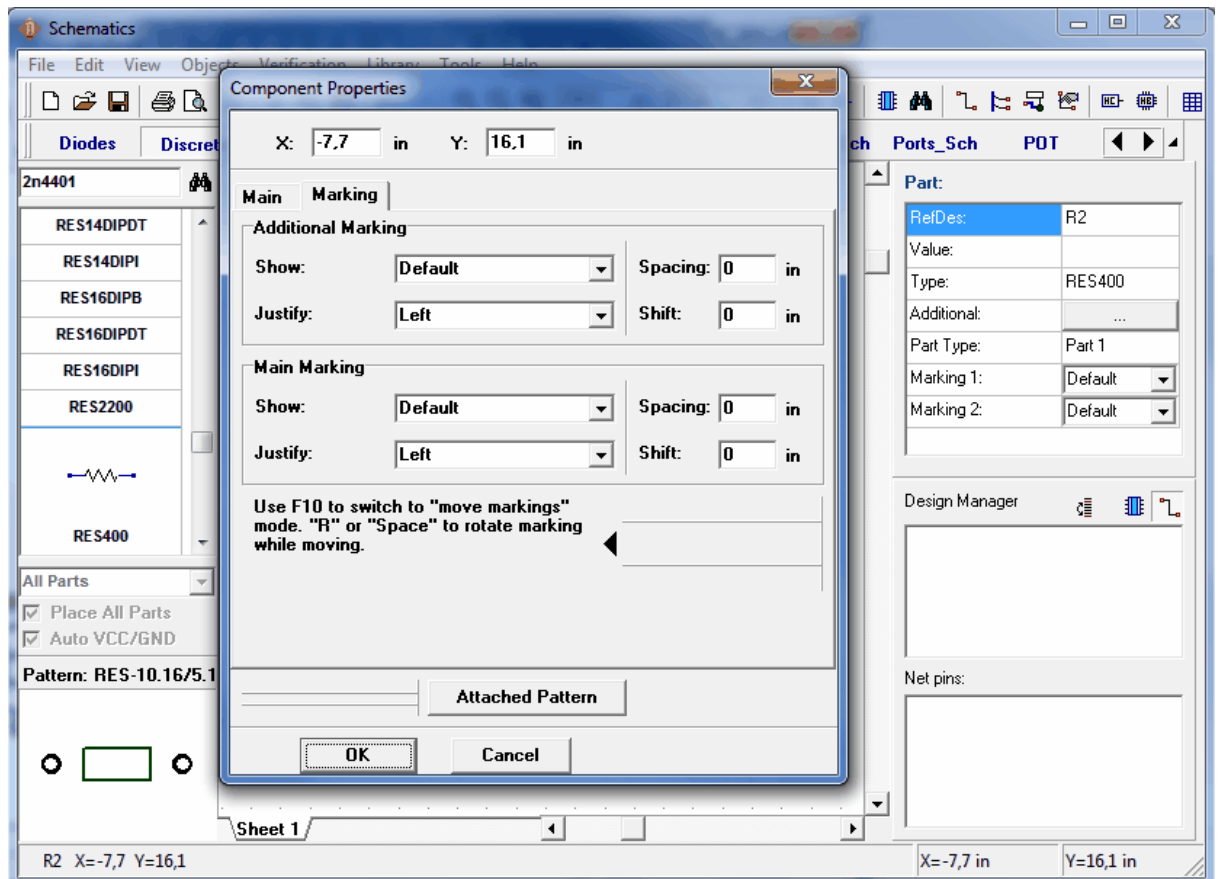 Schematics
File Edit View Objects Verification Library Tools Help
Component Properties
Diodes
Discret
ch
Ports_Sch
POT
X: -7,7 in Y: 16,1 in
2n4401
Main Marking
RES14DIPDT
RES14DIPI
RES16DIPB
RES16DIPDT
RES16DIPI
RES2200
RES400
Additional Marking
Show: Default Spacing: 0 in
Justify: Left Shift: 0 in
Main Marking
Show: Default Spacing: 0 in
Justify: Left Shift: 0 in
Use F10 to switch to "move markings"
mode. "R" or "Space" to rotate marking
while moving.
Attached Pattern
OK Cancel
All Parts
Place All Parts
Auto VCC/GND
Pattern: RES-10.16/5.1
Sheet 1
Part:
RefDes: R2
Value:
Type: RES400
Additional: ...
Part Type: Part 1
Marking 1: Default
Marking 2: Default
Design Manager
Net pins:
R2 X=-7,7 Y=16,1
X=-7,7 in
Y=16,1 in